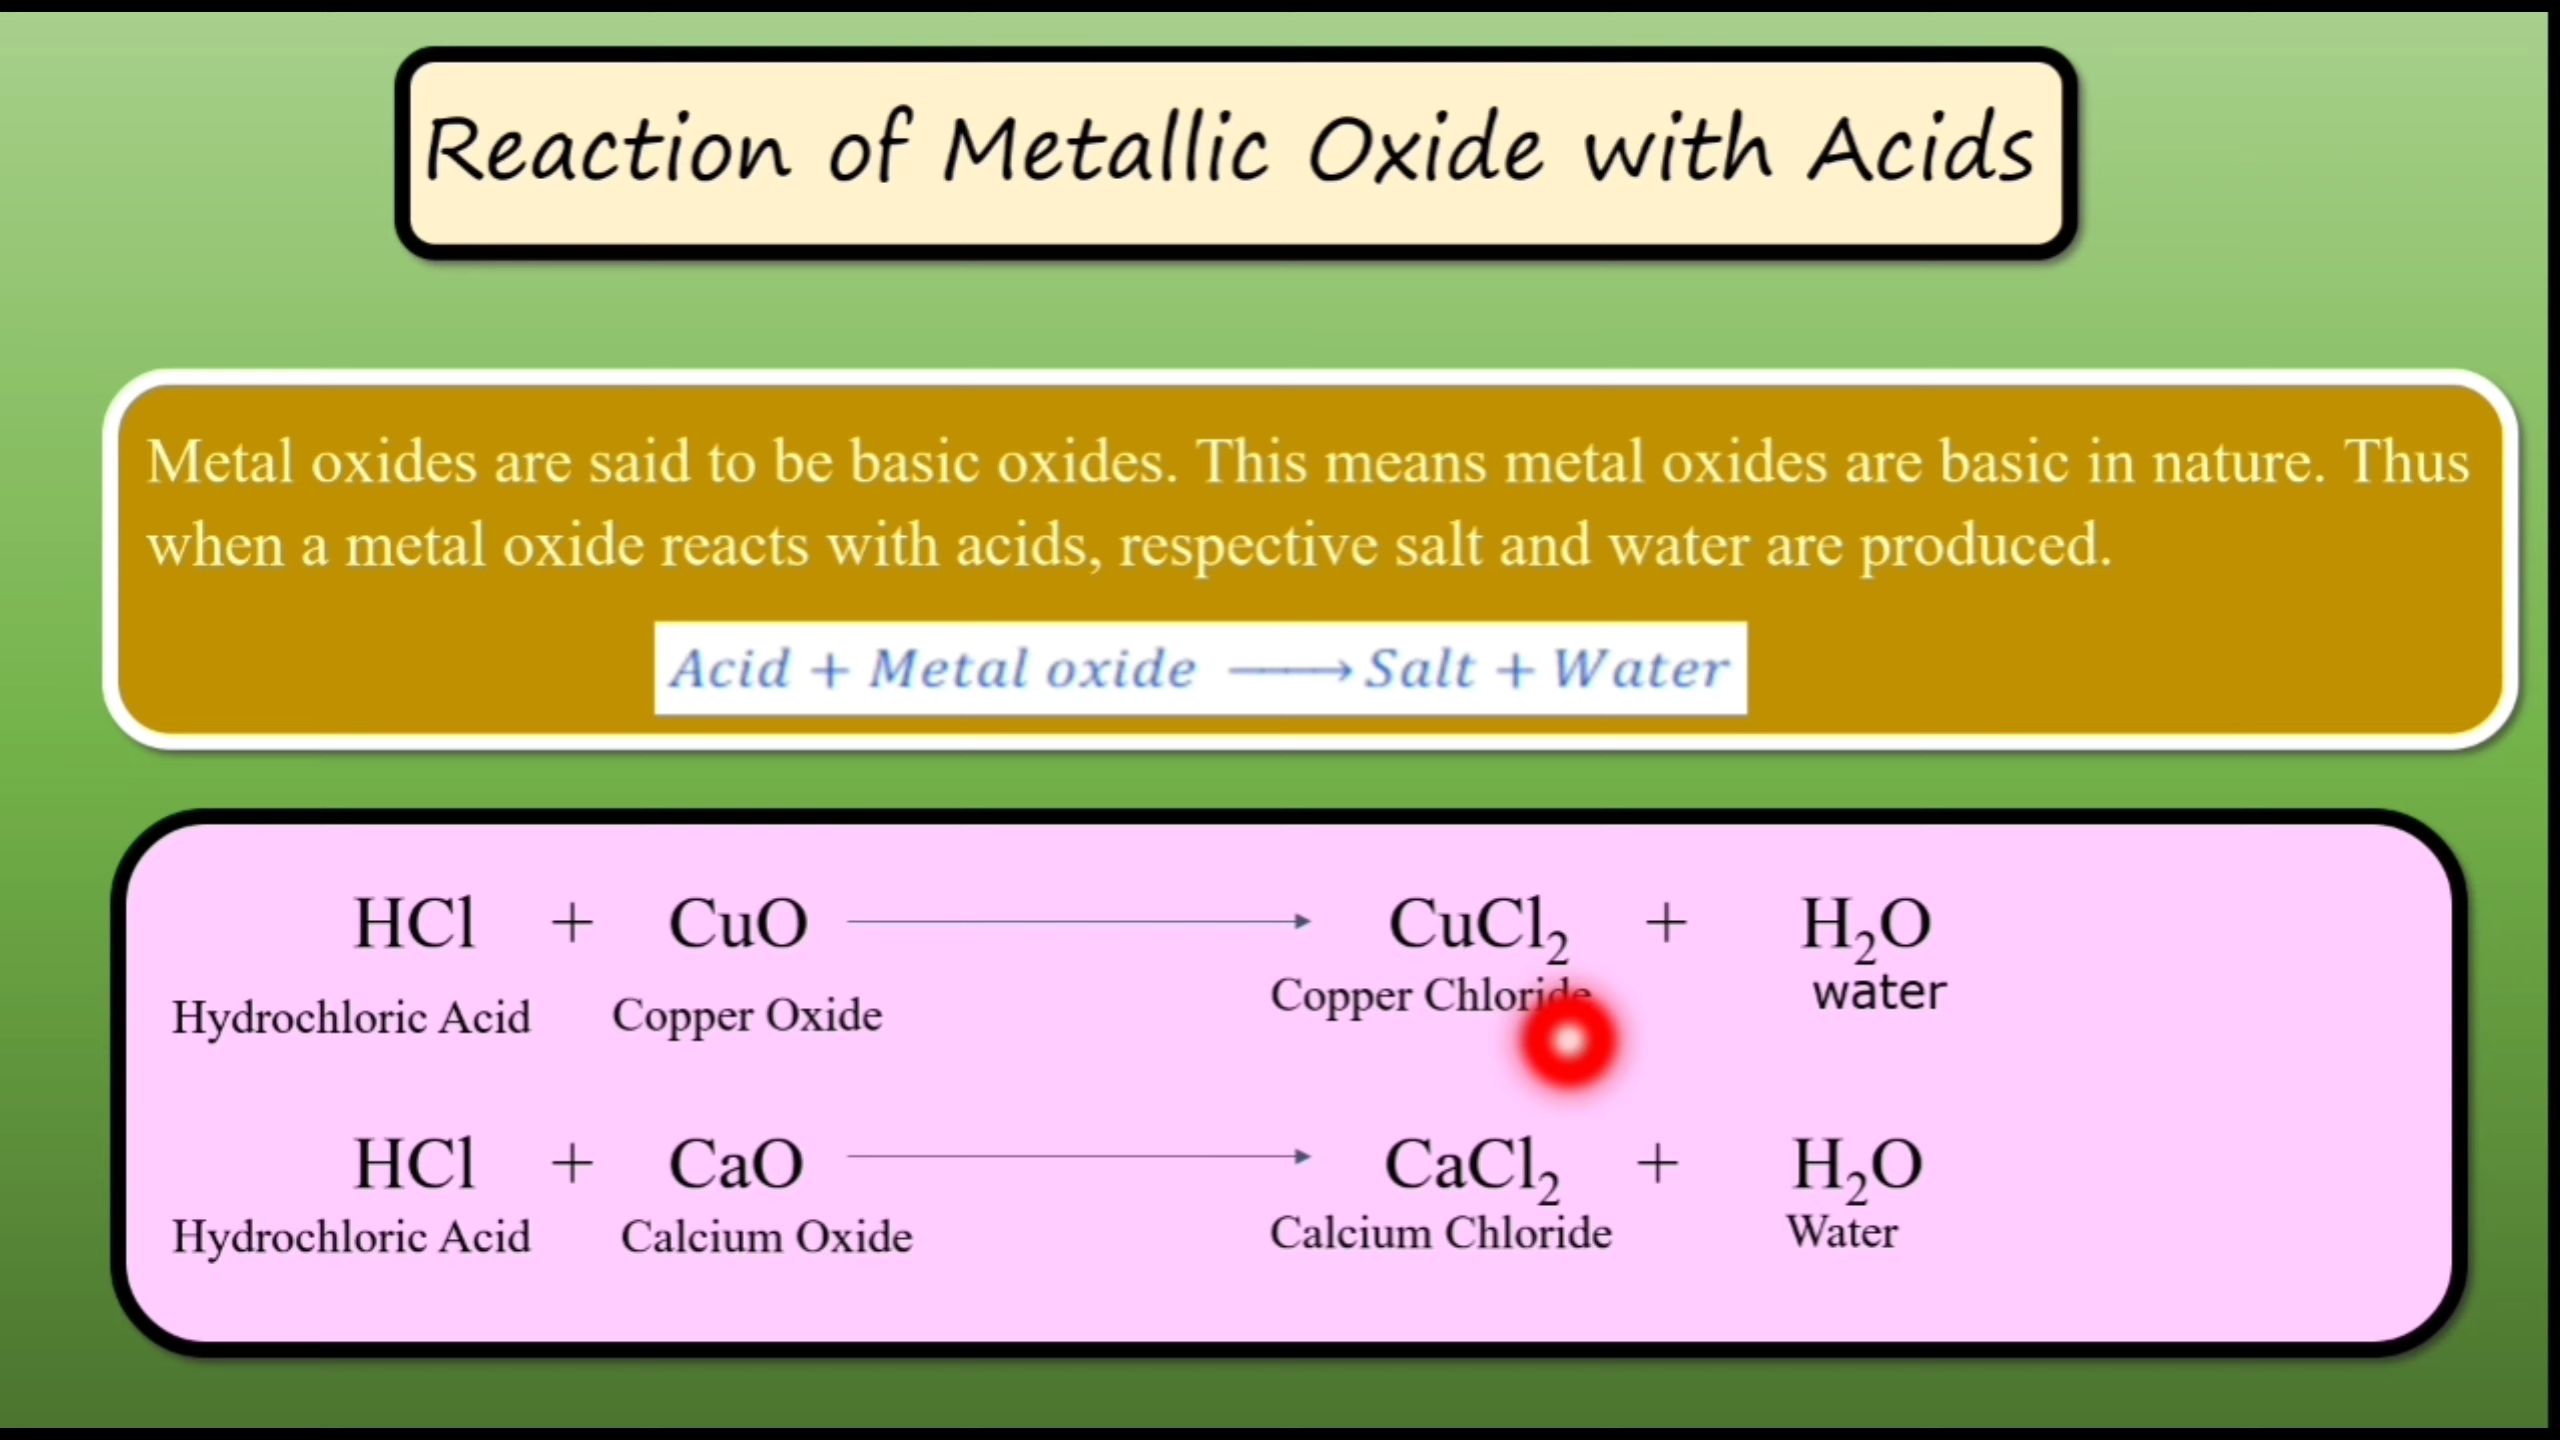 Reaction of Metallic Oxide with Acids
Metal oxides are said to be basic oxides. This means metal oxides are basic in nature. Thus
when a metal oxide reacts with acids, respective salt and water are produced.
Acid + Metal oxide ⟶ Salt + Water
HCl + CuO ⟶ CuCl₂ + H₂O
Hydrochloric Acid Copper Oxide Copper Chloride water
HCl + CaO ⟶ CaCl₂ + H₂O
Hydrochloric Acid Calcium Oxide Calcium Chloride Water